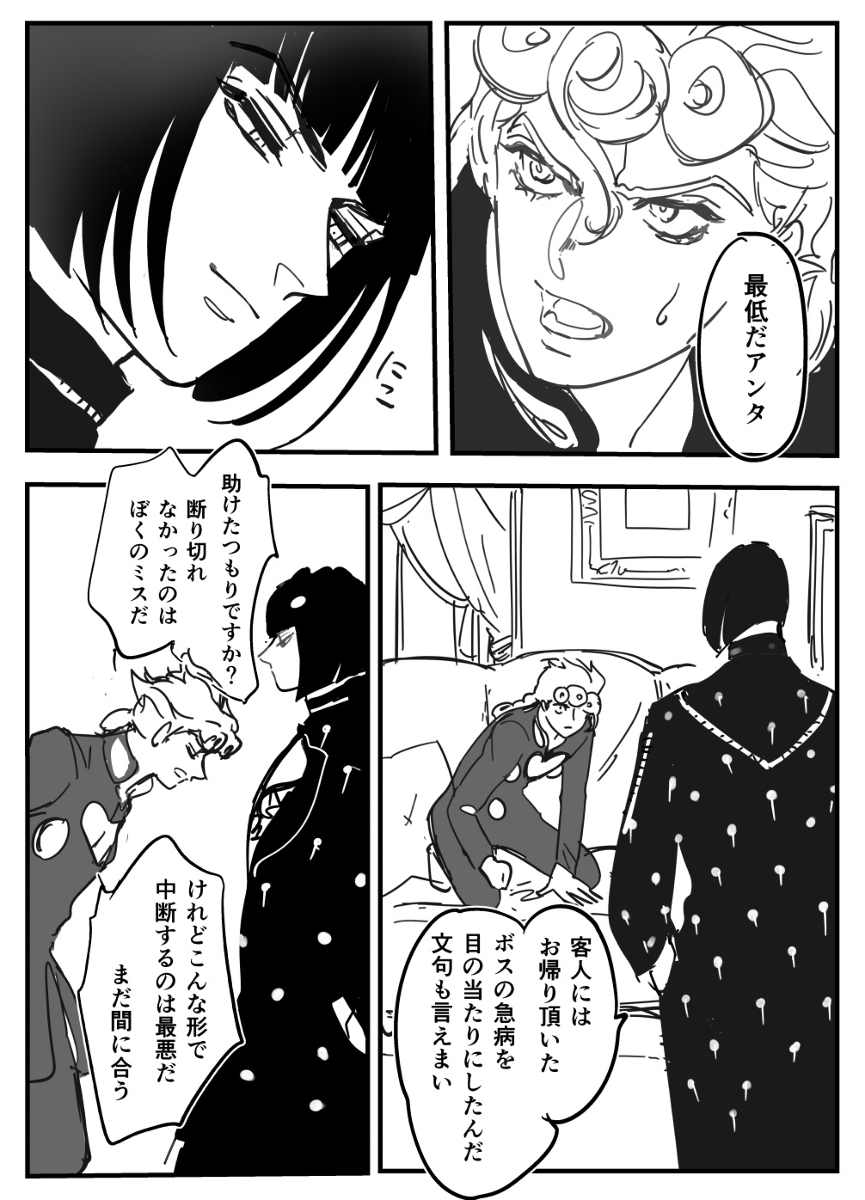 最低だアンタ
にこ
客人には
お帰り頂いた
ボスの急病を
目の当たりにしたんだ
文句も言えまい
助けたつもりですか?
断り切れ
なかったのは
ぼくのミスだ
けれどこんな形で
中断するのは最悪だ
まだ間に合う